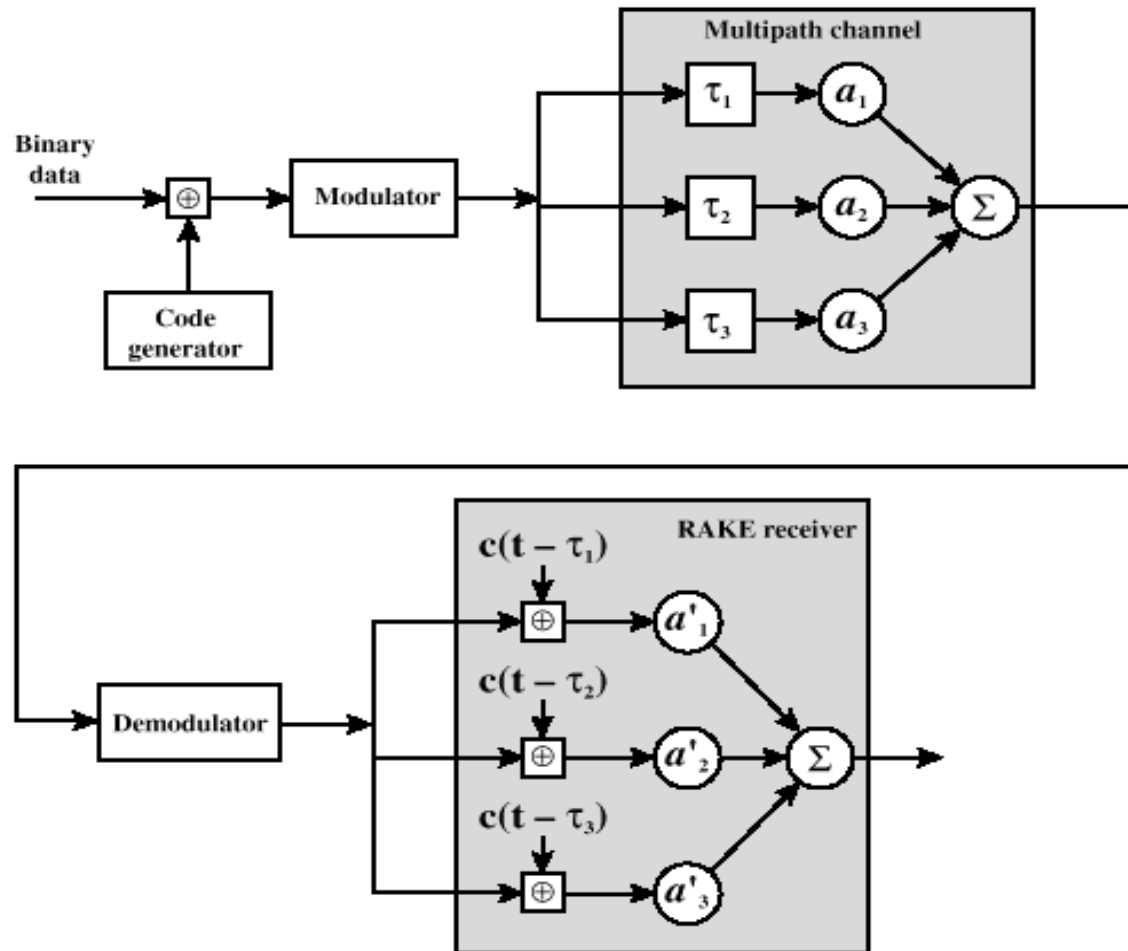 Multipath channel
τ₁ a₁
Binary
data
⊕ Modulator τ₂ a₂ Σ
Code
generator
τ₃ a₃
RAKE receiver
c(t – τ₁)
⊕ a'₁
c(t – τ₂)
Demodulator
⊕ a'₂ Σ
c(t – τ₃)
⊕ a'₃